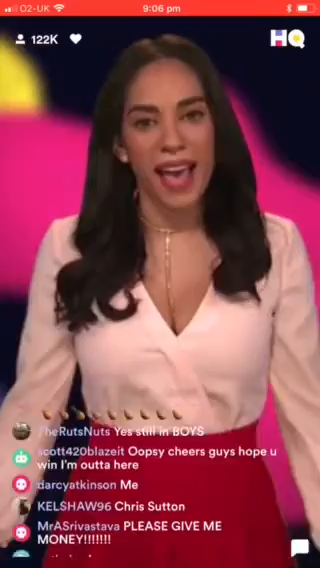 O2-UK 9:06 pm
122K HQ
TheRutsNuts Yes still in BOYS
scott420blazeit Oopsy cheers guys hope u
win I'm outta here
darcyatkinson Me
KELSHAW96 Chris Sutton
MrASrivastava PLEASE GIVE ME
MONEY!!!!!!!